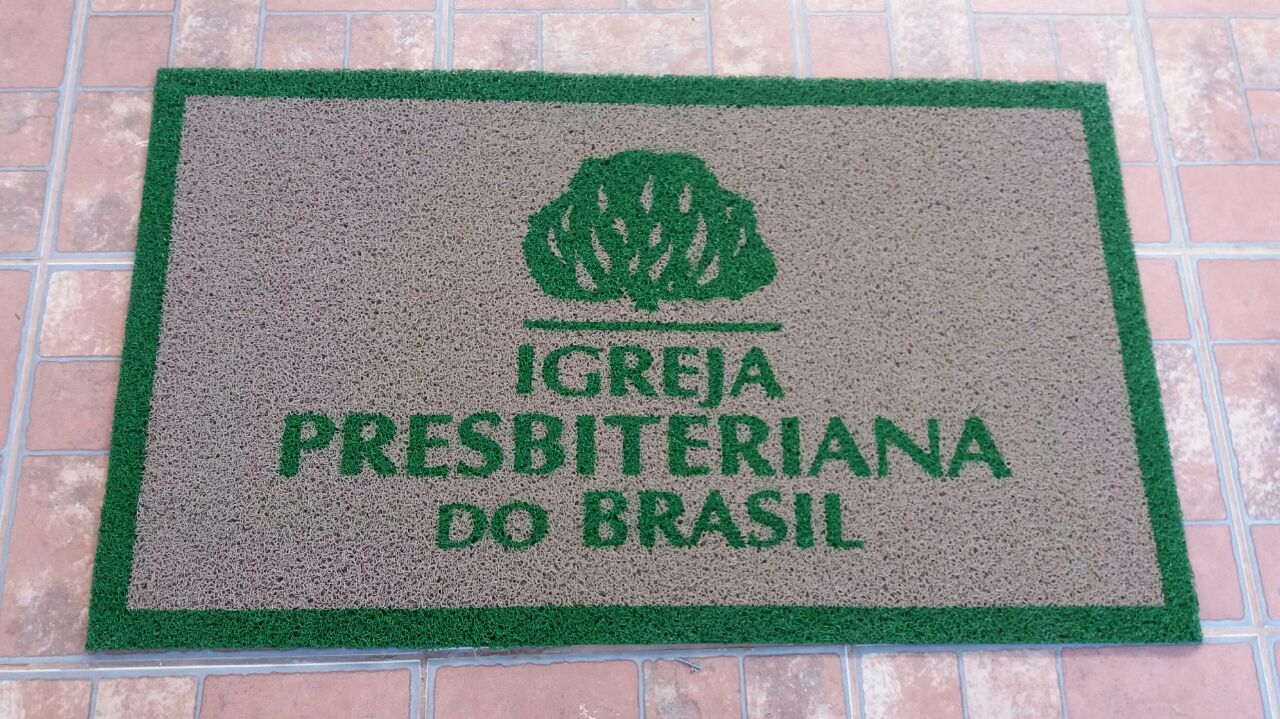 IGREJA
PRESBITERIANA
DO BRASIL